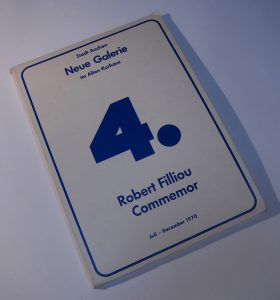 Stadt Aachen
Neue Galerie
im Alten Kurhaus
4.
Robert Filliou
Commemor
Juli - Dezember 1970